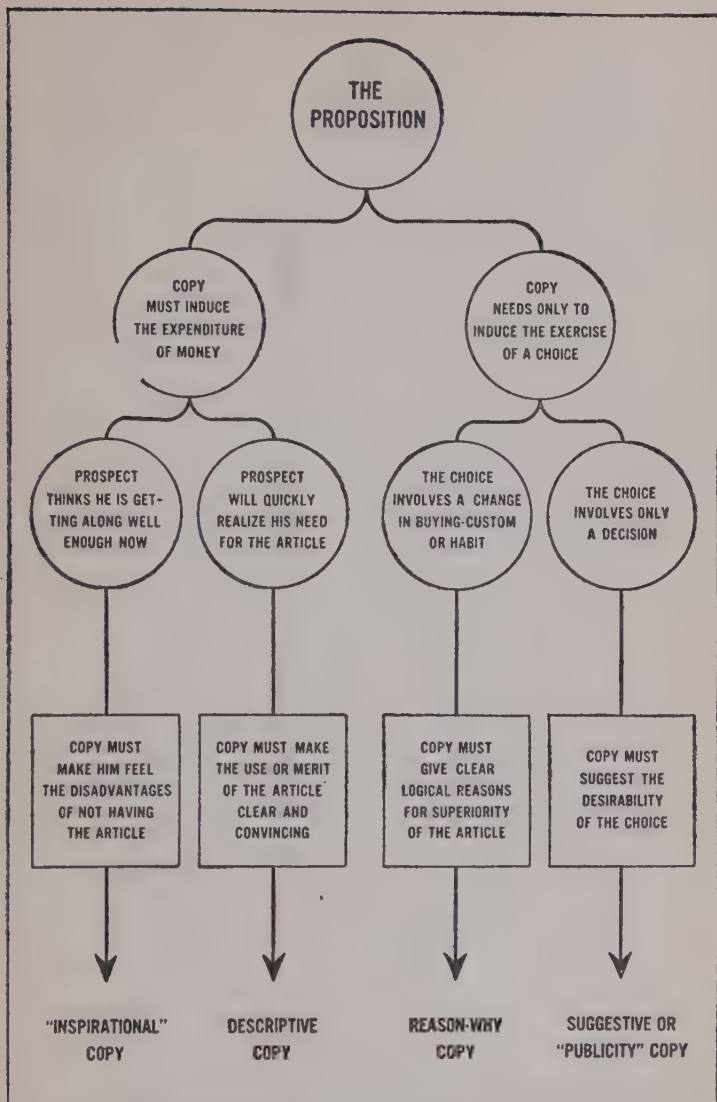 THE
PROPOSITION
COPY
MUST INDUCE
THE EXPENDITURE
OF MONEY
COPY
NEEDS ONLY TO
INDUCE THE EXERCISE
OF A CHOICE
PROSPECT
THINKS HE IS GET-
TING ALONG WELL
ENOUGH NOW
PROSPECT
WILL QUICKLY
REALIZE HIS NEED
FOR THE ARTICLE
THE CHOICE
INVOLVES A CHANGE
IN BUYING-CUSTOM
OR HABIT
THE CHOICE
INVOLVES ONLY
A DECISION
COPY MUST
MAKE HIM FEEL
THE DISADVANTAGES
OF NOT HAVING
THE ARTICLE
COPY MUST MAKE
THE USE OR MERIT
OF THE ARTICLE
CLEAR AND
CONVINCING
COPY MUST
GIVE CLEAR
LOGICAL REASONS
FOR SUPERIORITY
OF THE ARTICLE
COPY MUST
SUGGEST THE
DESIRABILITY
OF THE CHOICE
"INSPIRATIONAL"
COPY
DESCRIPTIVE
COPY
REASON-WHY
COPY
SUGGESTIVE OR
"PUBLICITY" COPY